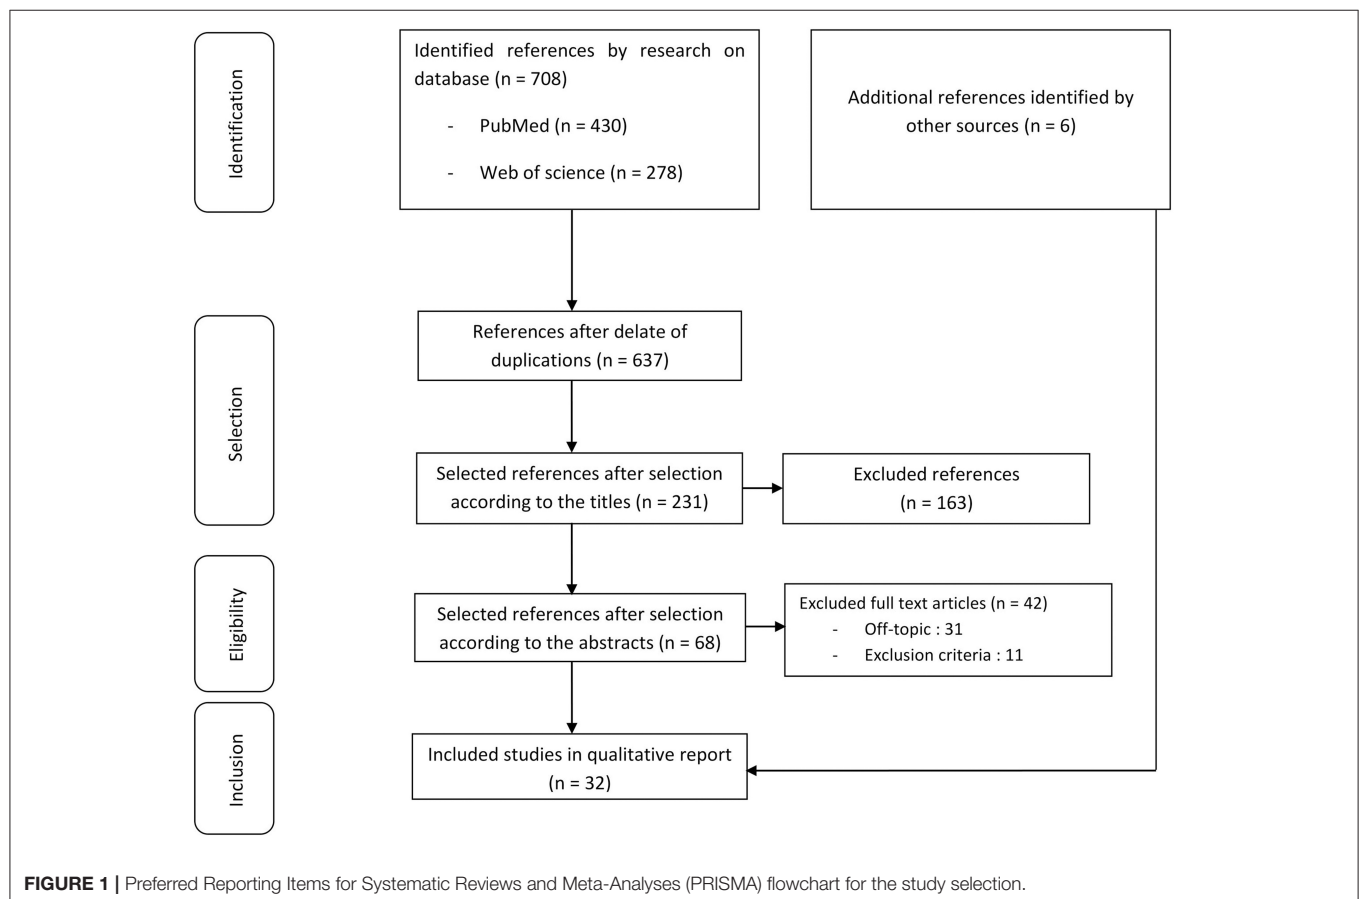 Identification
Identified references by research on
database (n = 708)
- PubMed (n = 430)
- Web of science (n = 278)
Additional references identified by
other sources (n = 6)
Selection
References after delate of
duplications (n = 637)
Selected references after selection
according to the titles (n = 231)
Excluded references
(n = 163)
Eligibility
Selected references after selection
according to the abstracts (n = 68)
Excluded full text articles (n = 42)
- Off-topic : 31
- Exclusion criteria : 11
Inclusion
Included studies in qualitative report
(n = 32)
FIGURE 1 | Preferred Reporting Items for Systematic Reviews and Meta-Analyses (PRISMA) flowchart for the study selection.